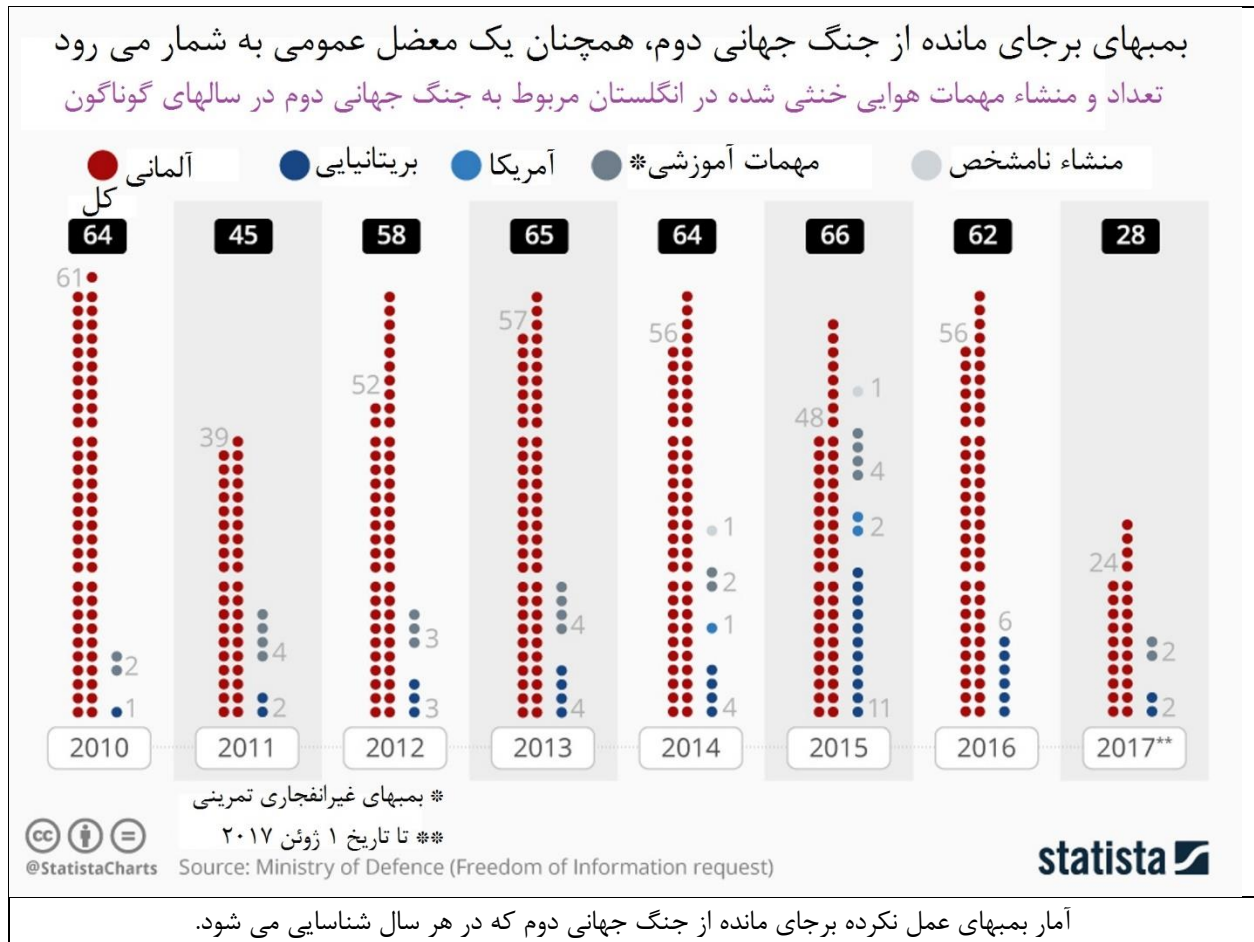 بمبهای برجای مانده از جنگ جهانی دوم، همچنان یک معضل عمومی به شمار می رود
تعداد و منشاء مهمات هوایی خنثی شده در انگلستان مربوط به جنگ جهانی دوم در سالهای گوناگون
آلمانی بریتانیایی آمریکا مهمات آموزشی* منشاء نامشخص
کل
64 45 58 65 64 66 62 28
61
57
56
56
1
52
48
39
4
1
2
24
6
2
4
3
4
2
1
2
1
2
3
4
4
11
2
2010 2011 2012 2013 2014 2015 2016 2017**
* بمبهای غیرانفجاری تمرینی
** تا تاریخ ۱ ژوئن ۲۰۱۷
cc
@StatistaCharts Source: Ministry of Defence (Freedom of Information request)
statista
آمار بمبهای عمل نکرده برجای مانده از جنگ جهانی دوم که در هر سال شناسایی می شود.